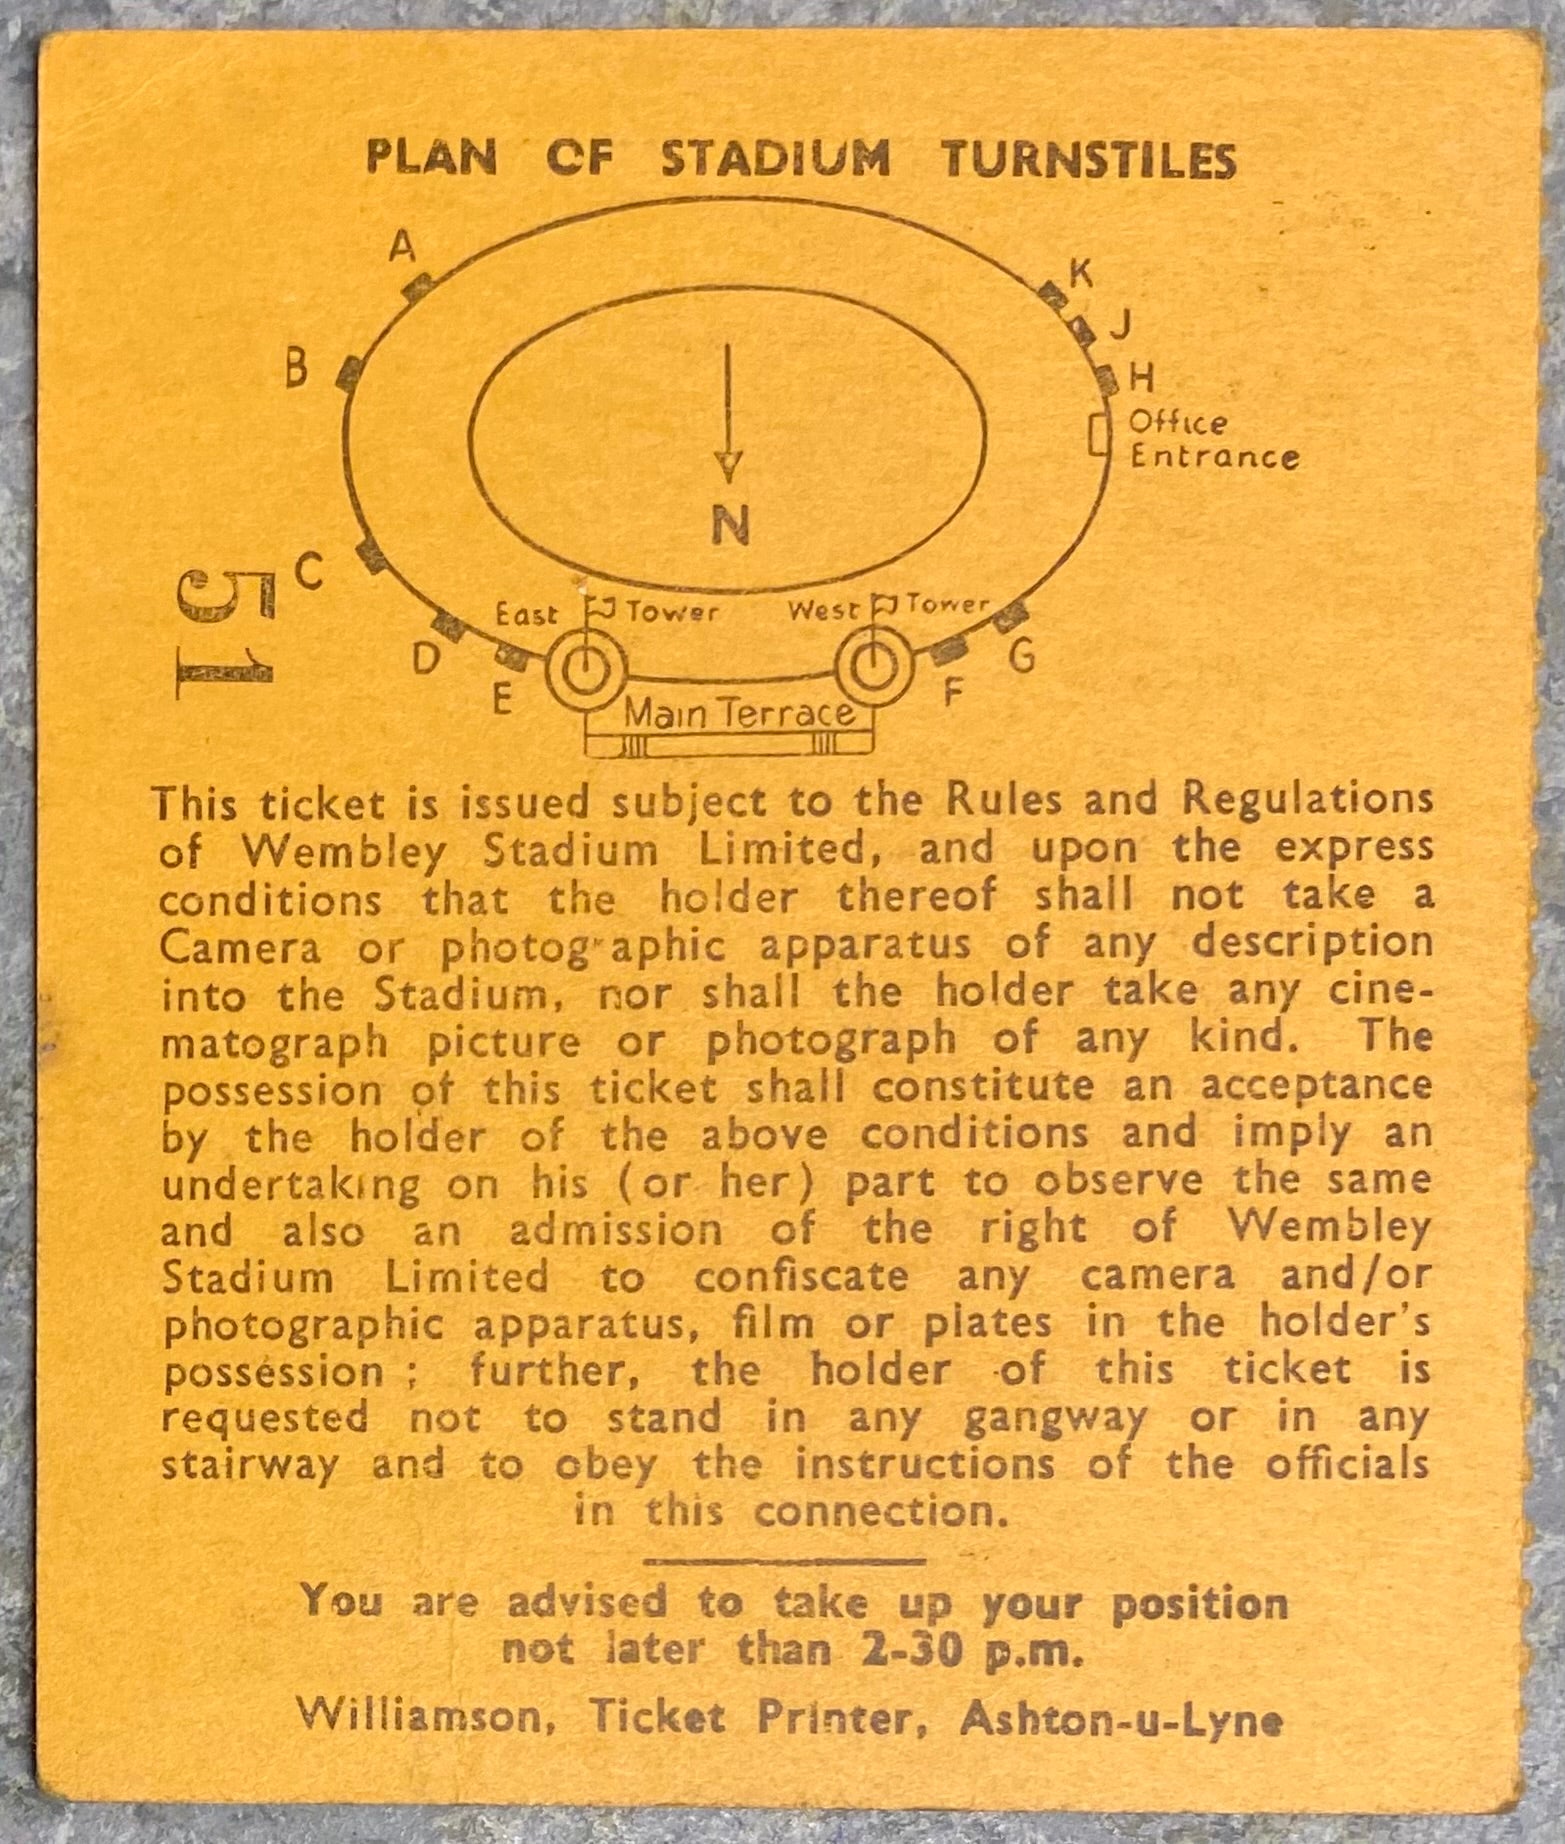 PLAN OF STADIUM TURNSTILES
A
K
J
B
H
Office
Entrance
N
C
51
East Tower
West Tower
D
G
E
F
Main Terrace
This ticket is issued subject to the Rules and Regulations
of Wembley Stadium Limited, and upon the express
conditions that the holder thereof shall not take a
Camera or photographic apparatus of any description
into the Stadium, nor shall the holder take any cine-
matograph picture or photograph of any kind. The
possession of this ticket shall constitute an acceptance
by the holder of the above conditions and imply an
undertaking on his (or her) part to observe the same
and also an admission of the right of Wembley
Stadium Limited to confiscate any camera and/or
photographic apparatus, film or plates in the holder's
possession ; further, the holder of this ticket is
requested not to stand in any gangway or in any
stairway and to obey the instructions of the officials
in this connection.
You are advised to take up your position
not later than 2-30 p.m.
Williamson, Ticket Printer, Ashton-u-Lyne